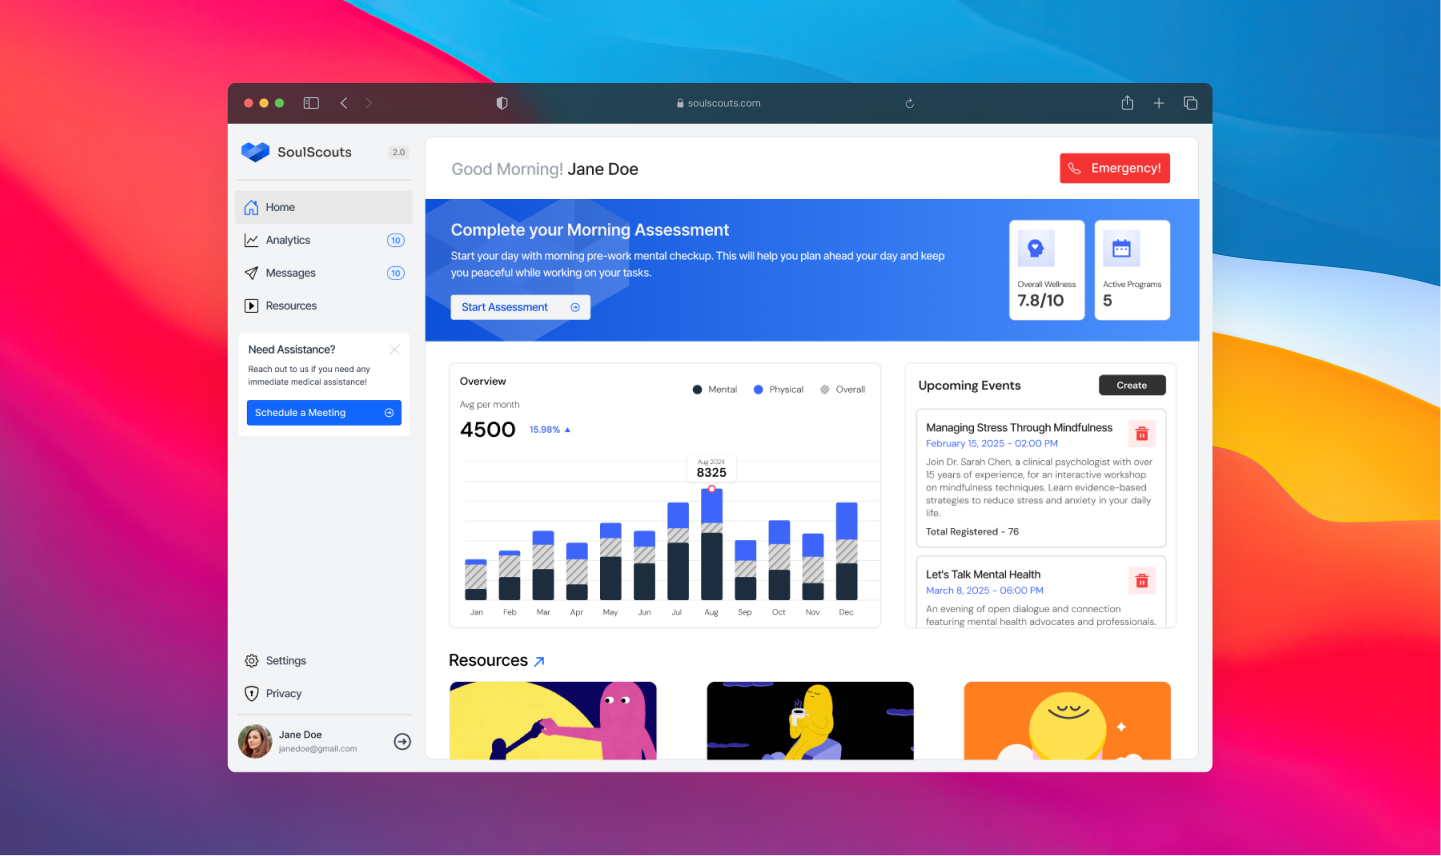 soulscouts.com
SoulScouts
2.0
Home
Analytics
10
Messages
10
Resources
Need Assistance?
Reach out to us if you need any
immediate medical assistance!
Schedule a Meeting
Settings
Privacy
Jane Doe
janedoe@gmail.com
Good Morning! Jane Doe
Emergency!
Complete your Morning Assessment
Start your day with morning pre-work mental checkup. This will help you plan ahead your day and keep
you peaceful while working on your tasks.
Start Assessment
Overall Wellness
7.8/10
Active Programs
5
Overview
Mental
Physical
Overall
Avg per month
4500
15.98%
Aug 2024
8325
Jan
Feb
Mar
Apr
May
Jun
Jul
Aug
Sep
Oct
Nov
Dec
Upcoming Events
Create
Managing Stress Through Mindfulness
February 15, 2025 - 02:00 PM
Join Dr. Sarah Chen, a clinical psychologist with over
15 years of experience, for an interactive workshop
on mindfulness techniques. Learn evidence-based
strategies to reduce stress and anxiety in your daily
life.
Total Registered - 76
Let's Talk Mental Health
March 8, 2025 - 06:00 PM
An evening of open dialogue and connection
featuring mental health advocates and professionals.
Resources